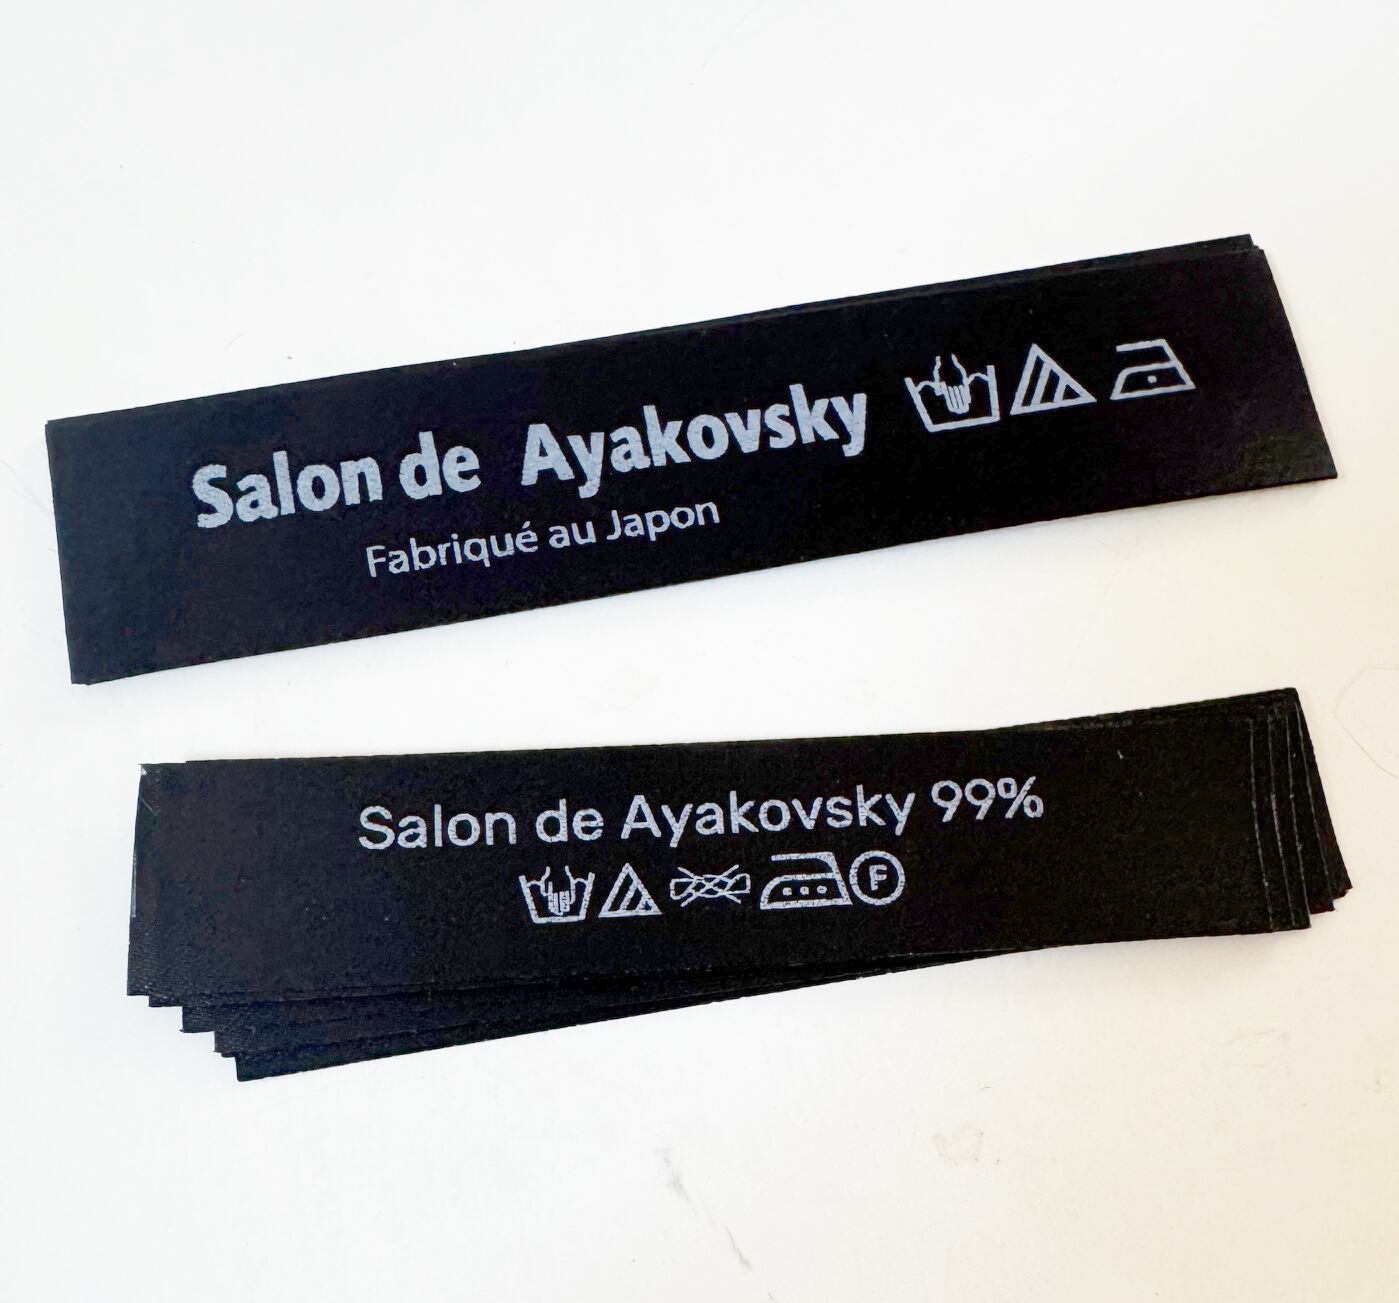 Salon de Ayakovsky
Fabriqué au Japon
Salon de Ayakovsky 99%
F